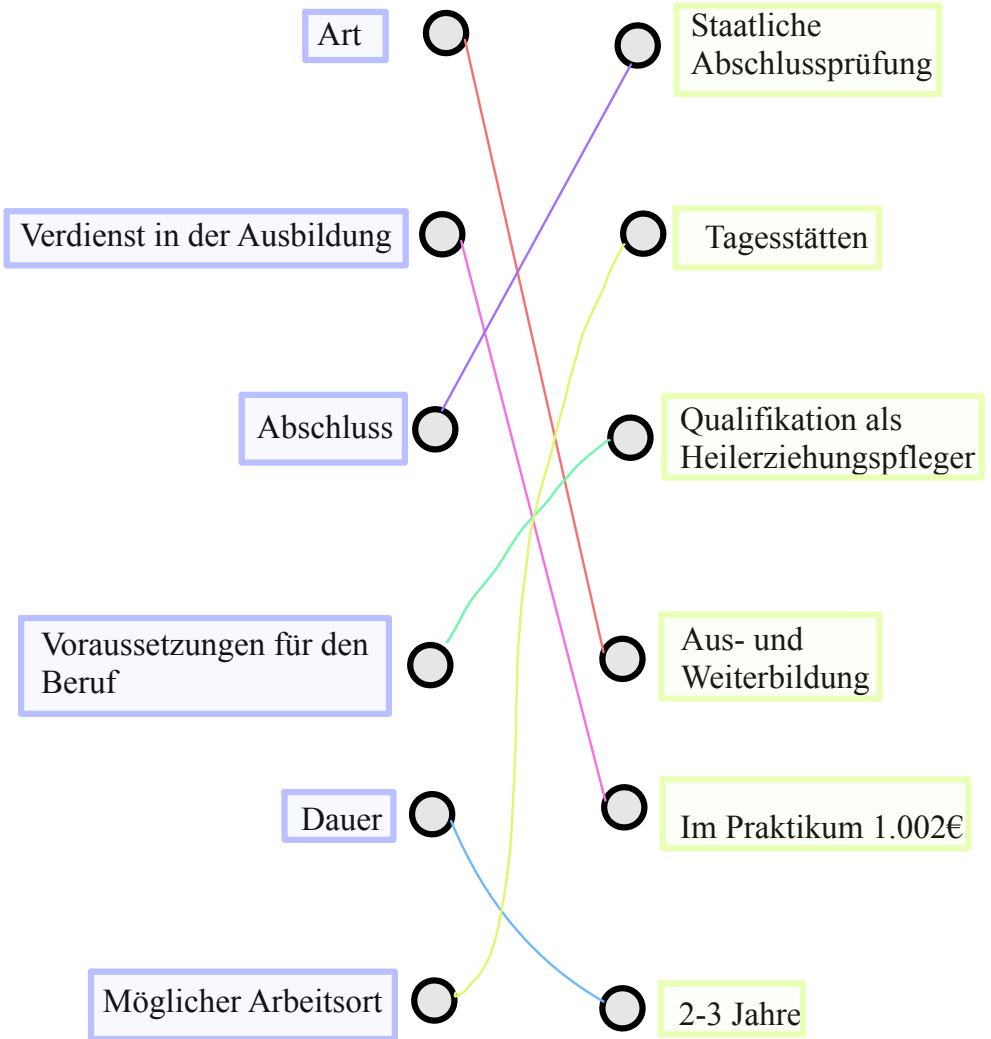 Art
Staatliche
Abschlussprüfung
Verdienst in der Ausbildung
Tagesstätten
Abschluss
Qualifikation als
Heilerziehungspfleger
Voraussetzungen für den
Beruf
Aus- und
Weiterbildung
Dauer
Im Praktikum 1.002€
Möglicher Arbeitsort
2-3 Jahre